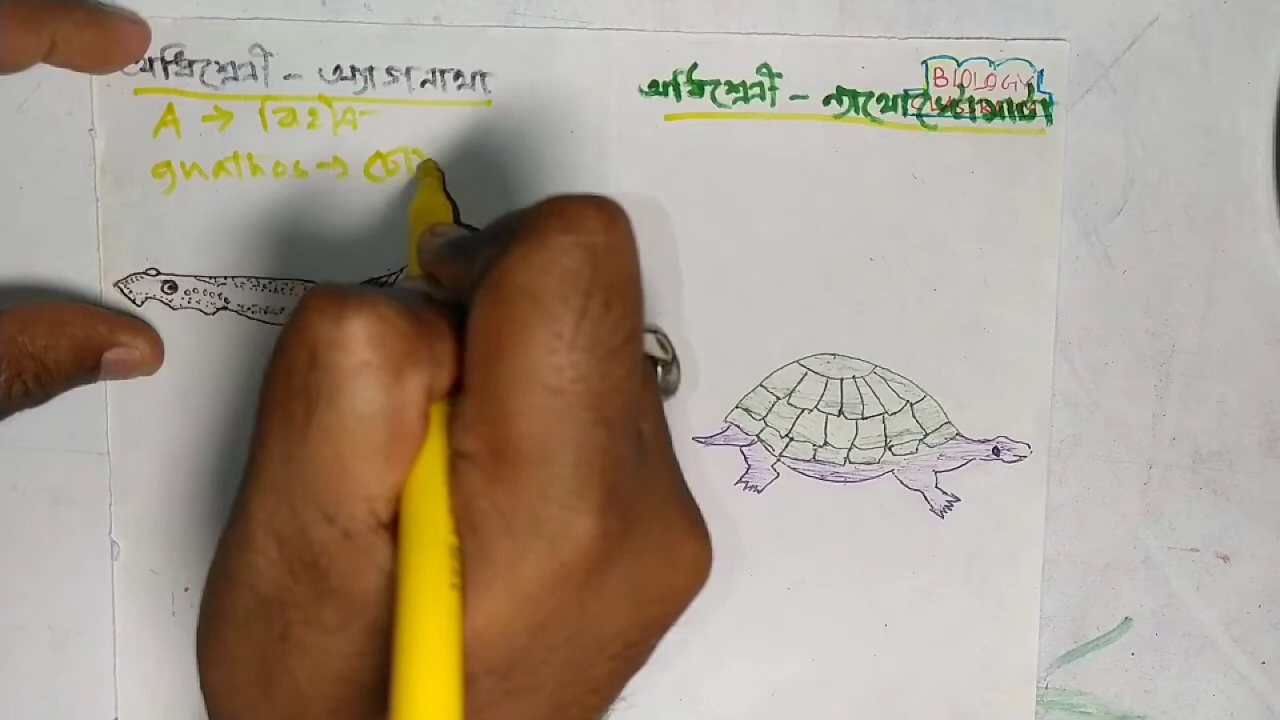 অধিশ্রেনী - অ্যাগনাথা
A → বিহীন
gnathos →
অধিশ্রেনী - ন্যাথোস্টোমাটা
BIOLOGY